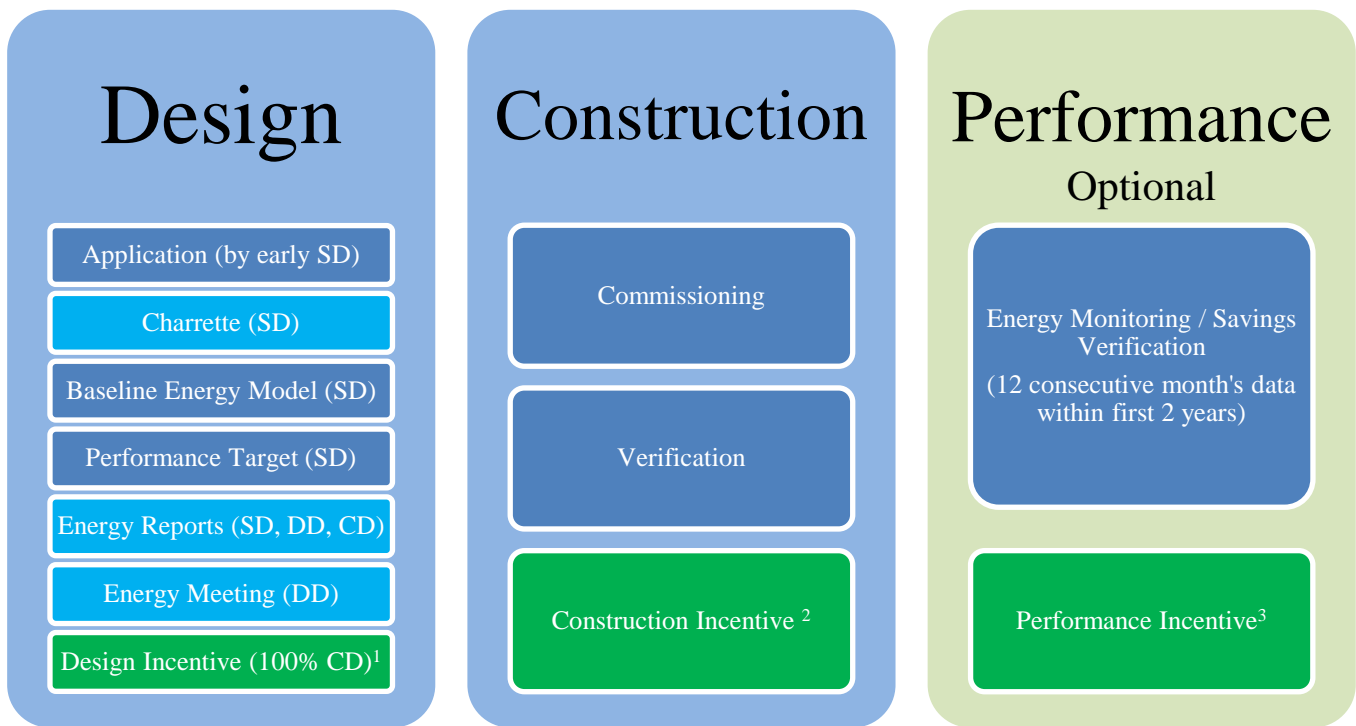 Design
Application (by early SD)
Charrette (SD)
Baseline Energy Model (SD)
Performance Target (SD)
Energy Reports (SD, DD, CD)
Energy Meeting (DD)
Design Incentive (100% CD)¹
Construction
Commissioning
Verification
Construction Incentive ²
Performance
Optional
Energy Monitoring / Savings
Verification
(12 consecutive month's data
within first 2 years)
Performance Incentive³